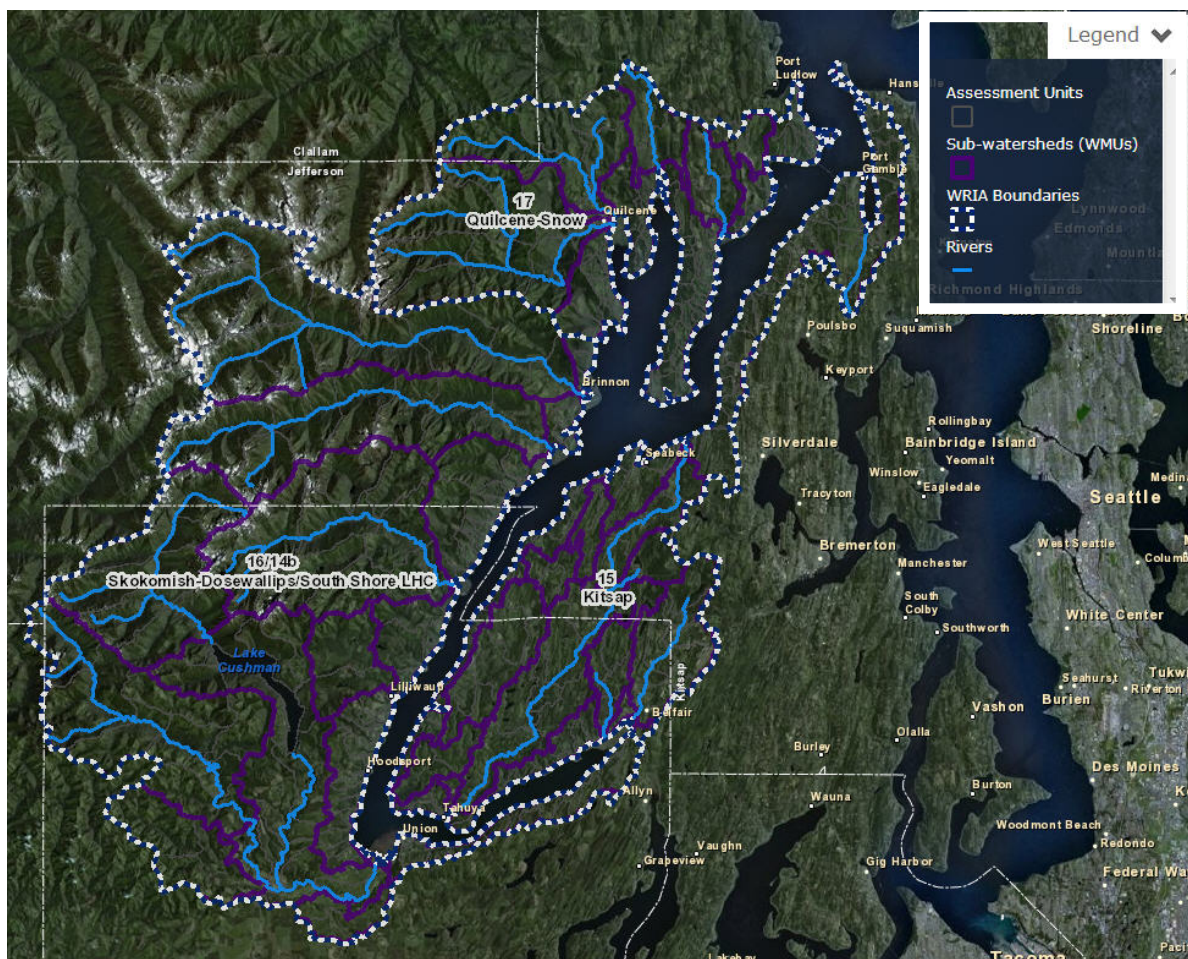 Legend
Assessment Units
Sub-watersheds (WMUs)
WRIA Boundaries
Rivers
Lynnwood
Edmonds
Richmond Highlands
Shoreline
Port
Ludlow
Port
Gamble
Clallam
Jefferson
17
Quilcene-Snow
Quilcene
Poulsbo
Suquamish
Keyport
Brinnon
Rollingbay
Silverdale
Bainbridge Island
Seabeck
Winslow
Yeomalt
Eagledale
Tracyton
Seattle
West Seattle
Bremerton
Manchester
16/14b
Skokomish-Dosewallips/South Shore LHC
15
Kitsap
South
Colby
White Center
Southworth
Lake
Cushman
Kitsap
Lilliwaup
Seahurst
Riverton
Burien
Belfair
Vashon
Olalla
Burley
Hoodsport
Des Moines
Allyn
Wauna
Burton
Tahuya
Union
Woodmont Beach
Redondo
Vaughn
Grapeview
Gig Harbor
Federal Wa
Tacoma
Lakebay